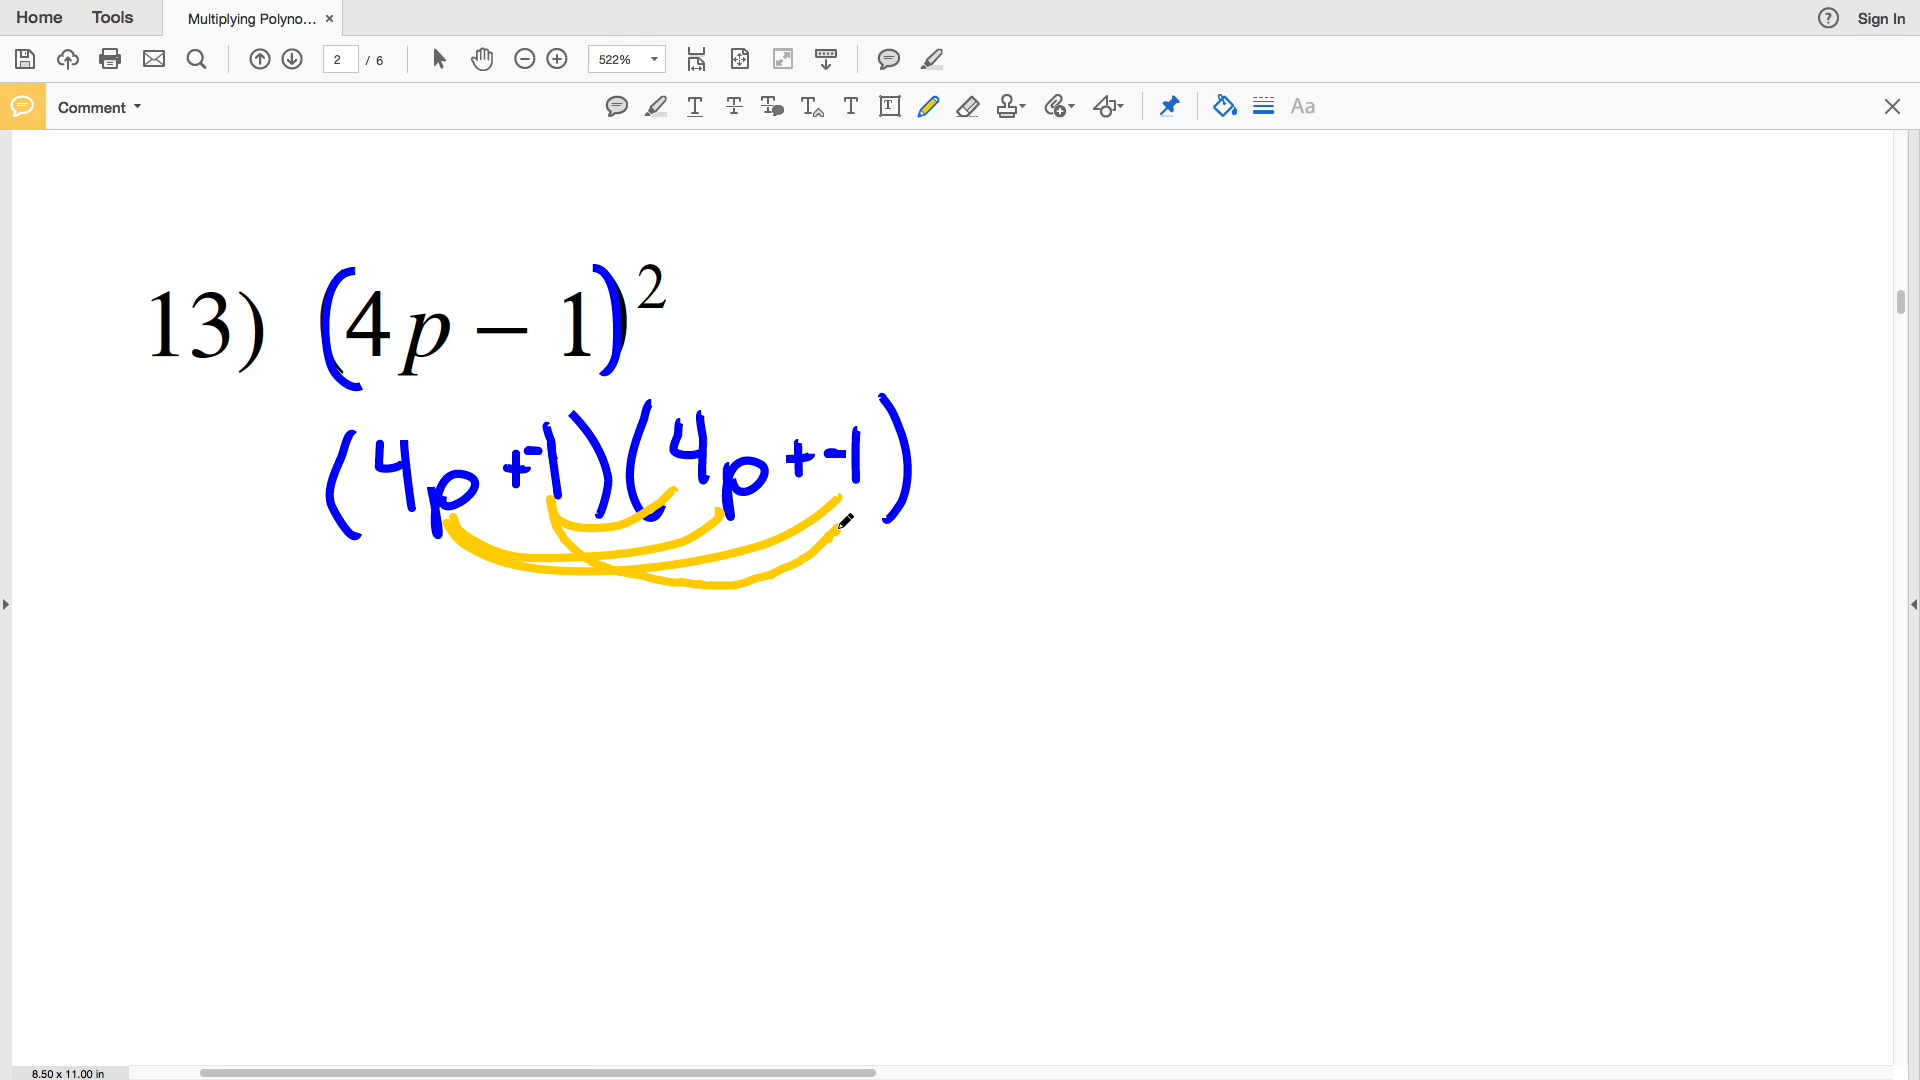 Home Tools Multiplying Polyno... × ? Sign In
2 / 6 522%
Comment T T T T T T Aa
13) (4p − 1)²
(4p + -1)(4p + -1)
8.50 x 11.00 in